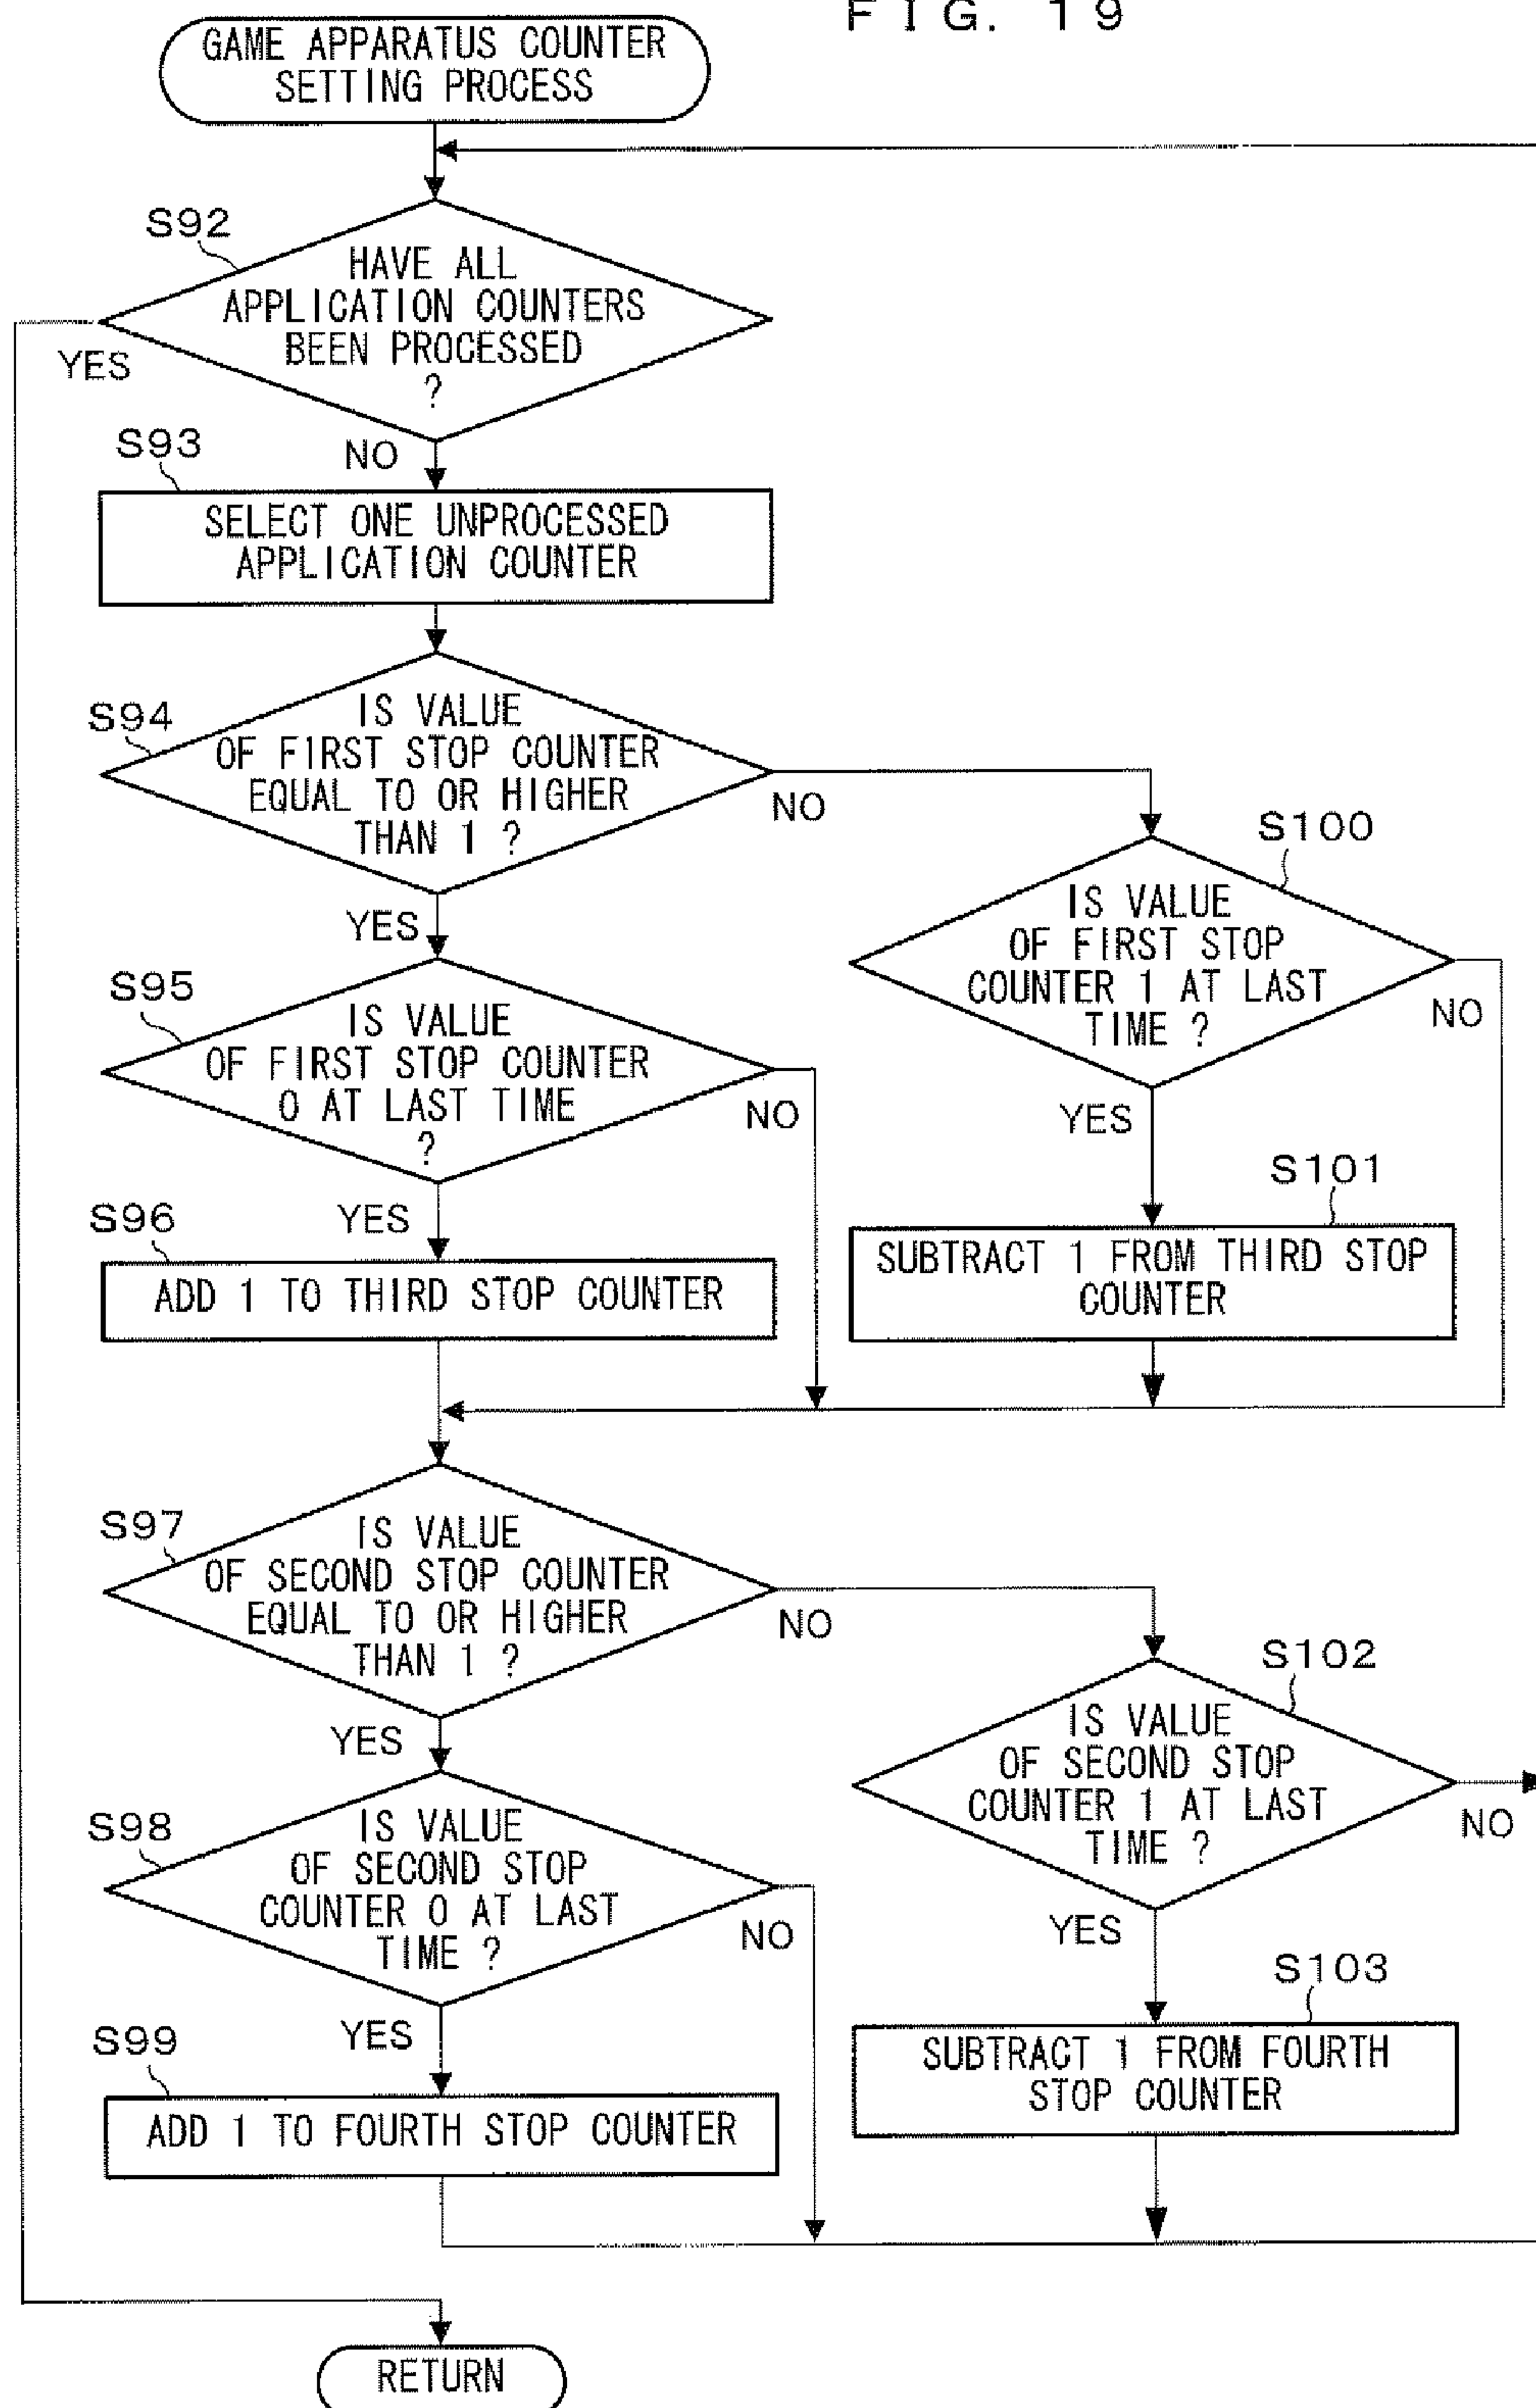 FIG. 19
GAME APPARATUS COUNTER
SETTING PROCESS
S92
HAVE ALL
APPLICATION COUNTERS
BEEN PROCESSED
?
YES
NO
S93
SELECT ONE UNPROCESSED
APPLICATION COUNTER
S94
IS VALUE
OF FIRST STOP COUNTER
EQUAL TO OR HIGHER
THAN 1 ?
NO
YES
S100
IS VALUE
OF FIRST STOP
COUNTER 1 AT LAST
TIME ?
NO
YES
S95
IS VALUE
OF FIRST STOP COUNTER
0 AT LAST TIME
?
NO
YES
S101
SUBTRACT 1 FROM THIRD STOP
COUNTER
S96
ADD 1 TO THIRD STOP COUNTER
S97
IS VALUE
OF SECOND STOP COUNTER
EQUAL TO OR HIGHER
THAN 1 ?
NO
YES
S102
IS VALUE
OF SECOND STOP
COUNTER 1 AT LAST
TIME ?
NO
YES
S98
IS VALUE
OF SECOND STOP
COUNTER 0 AT LAST
TIME ?
NO
YES
S103
SUBTRACT 1 FROM FOURTH
STOP COUNTER
S99
ADD 1 TO FOURTH STOP COUNTER
RETURN